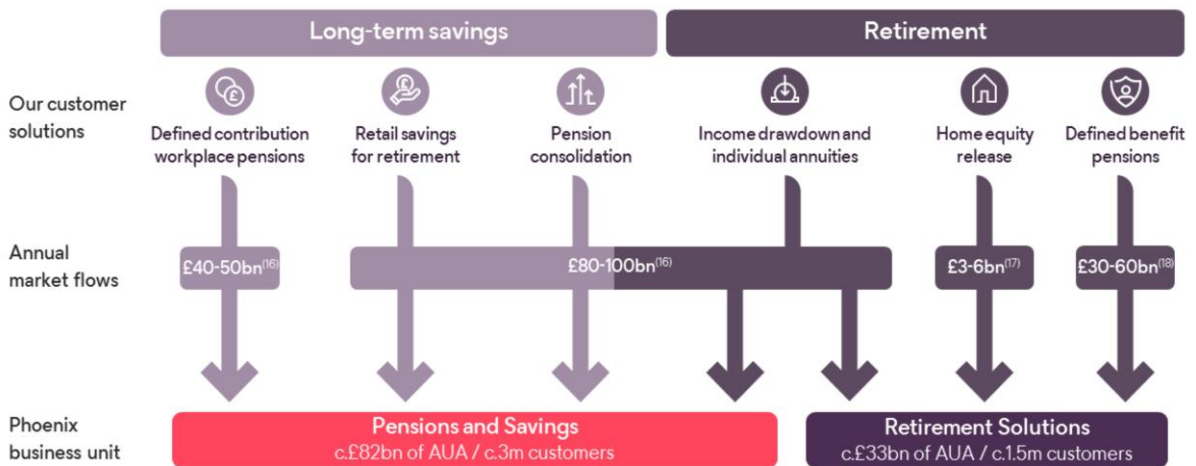 Long-term savings
Retirement
Our customer
solutions
Defined contribution
workplace pensions
Retail savings
for retirement
Pension
consolidation
Income drawdown and
individual annuities
Home equity
release
Defined benefit
pensions
Annual
market flows
£40-50bn(16)
£80-100bn(16)
£3-6bn(17)
£30-60bn(18)
Phoenix
business unit
Pensions and Savings
c.£82bn of AUA / c.3m customers
Retirement Solutions
c.£33bn of AUA / c.1.5m customers